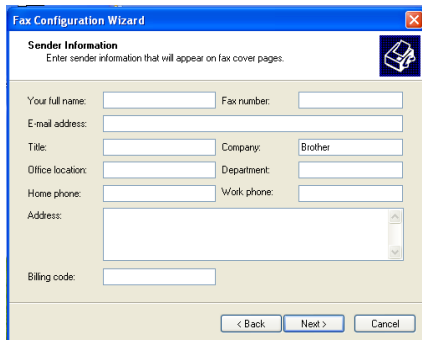 Fax Configuration Wizard
Sender Information
Enter sender information that will appear on fax cover pages.
Your full name: Fax number:
E-mail address:
Title: Company: Brother
Office location: Department:
Home phone: Work phone:
Address:
Billing code:
< Back Next > Cancel